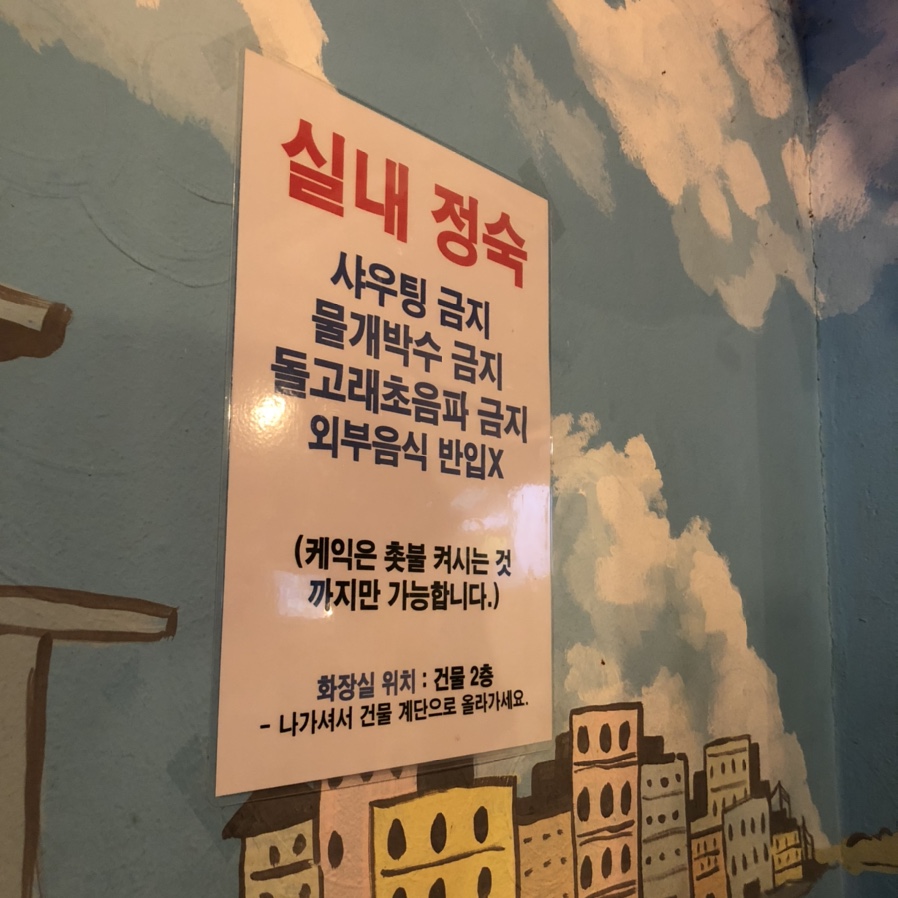 실내 정숙
샤우팅 금지
물개박수 금지
돌고래초음파 금지
외부음식 반입X
(케익은 촛불 켜시는 것
까지만 가능합니다.)
화장실 위치 : 건물 2층
- 나가셔서 건물 계단으로 올라가세요.